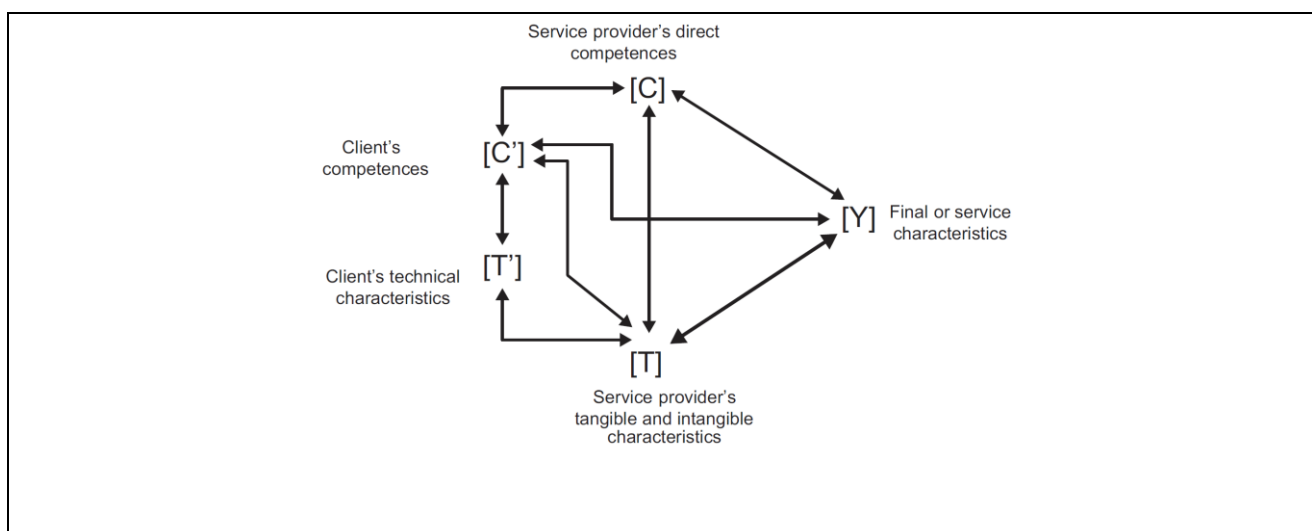 Service provider's direct
competences
[C]
Client's
competences
[C']
[Y]
Final or service
characteristics
Client's technical
characteristics
[T']
[T]
Service provider's
tangible and intangible
characteristics